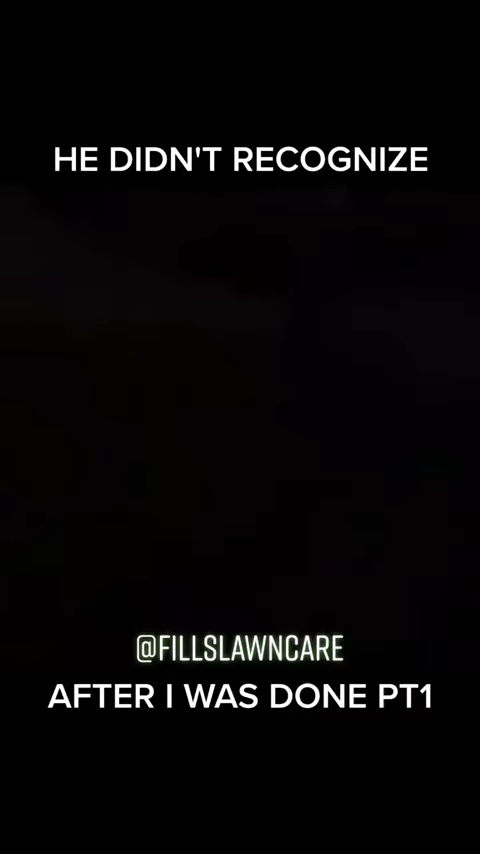 HE DIDN'T RECOGNIZE
@FILLSLAWNCARE
AFTER I WAS DONE PT1